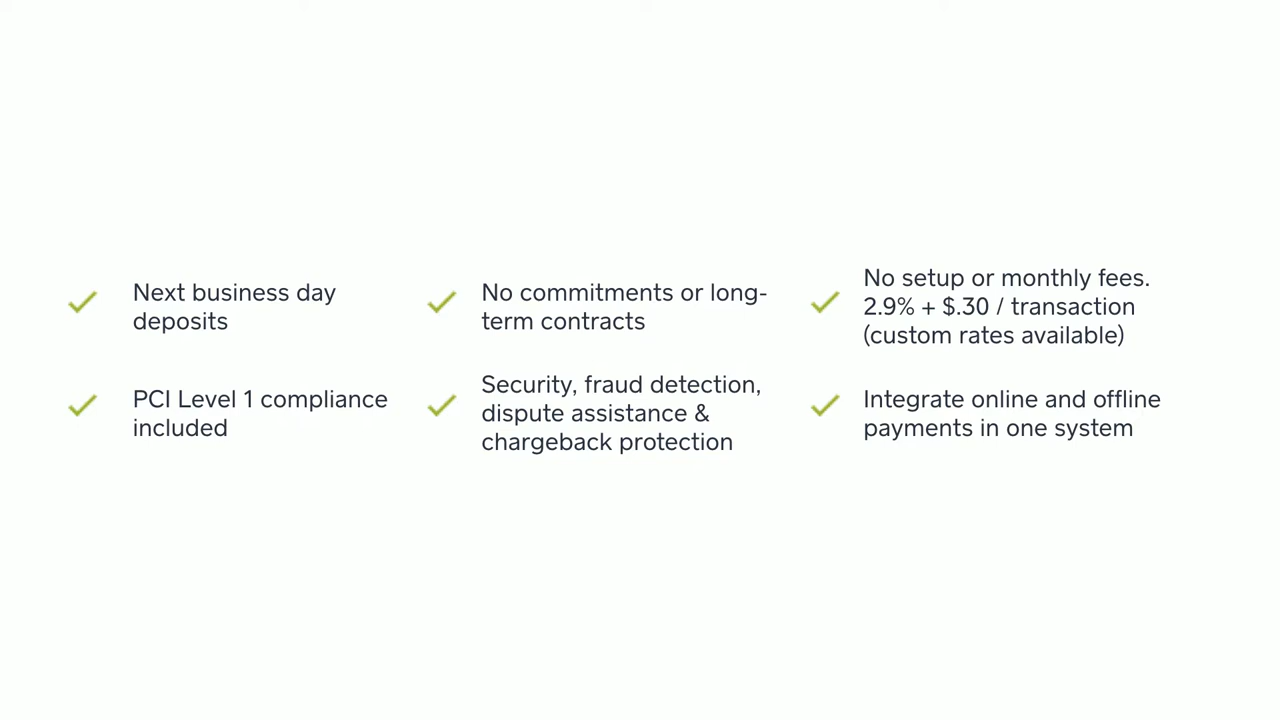 Next business day
deposits
No commitments or long-
term contracts
No setup or monthly fees.
2.9% + $.30 / transaction
(custom rates available)
PCI Level 1 compliance
included
Security, fraud detection,
dispute assistance &
chargeback protection
Integrate online and offline
payments in one system